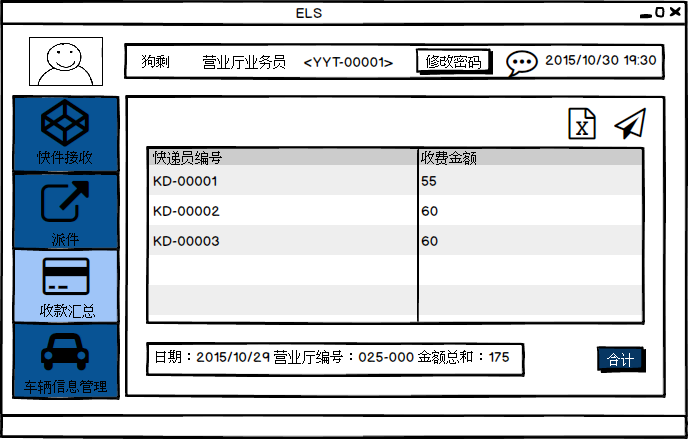 ELS
狗剩 营业厅业务员 <YYT-00001> 修改密码 2015/10/30 19:30
快件接收
派件
收款汇总
车辆信息管理
X
快递员编号 收费金额
KD-00001 55
KD-00002 60
KD-00003 60
日期：2015/10/29 营业厅编号：025-000 金额总和：175
合计